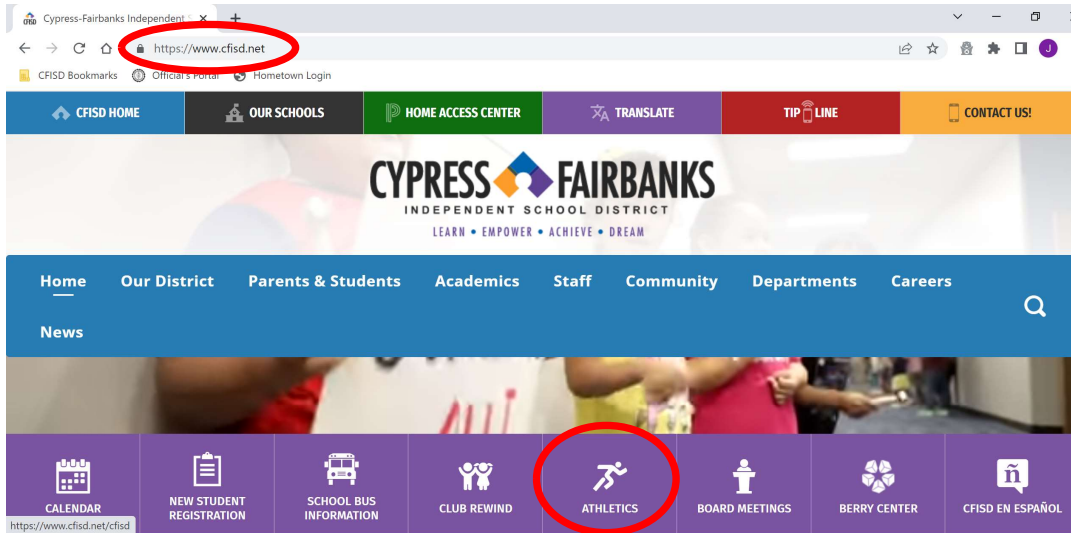 Cypress-Fairbanks Independent S
https://www.cfisd.net
J
CFISD Bookmarks Official's Portal Hometown Login
CFISD HOME OUR SCHOOLS HOME ACCESS CENTER TRANSLATE TIP LINE CONTACT US!
CYPRESS FAIRBANKS
INDEPENDENT SCHOOL DISTRICT
LEARN • EMPOWER • ACHIEVE • DREAM
Home Our District Parents & Students Academics Staff Community Departments Careers
News
ALL
CALENDAR NEW STUDENT REGISTRATION SCHOOL BUS INFORMATION CLUB REWIND ATHLETICS BOARD MEETINGS BERRY CENTER ñ CFISD EN ESPAÑOL
https://www.cfisd.net/cfisd